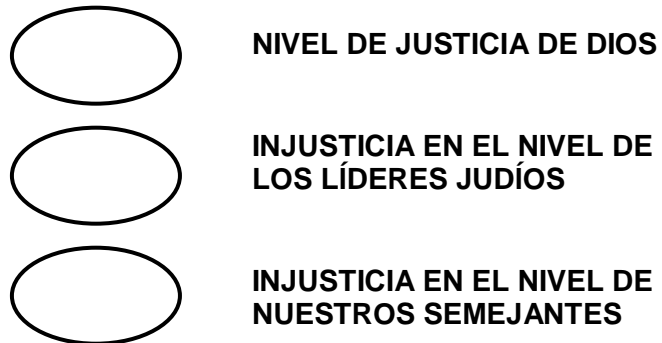 NIVEL DE JUSTICIA DE DIOS
INJUSTICIA EN EL NIVEL DE
LOS LÍDERES JUDÍOS
INJUSTICIA EN EL NIVEL DE
NUESTROS SEMEJANTES